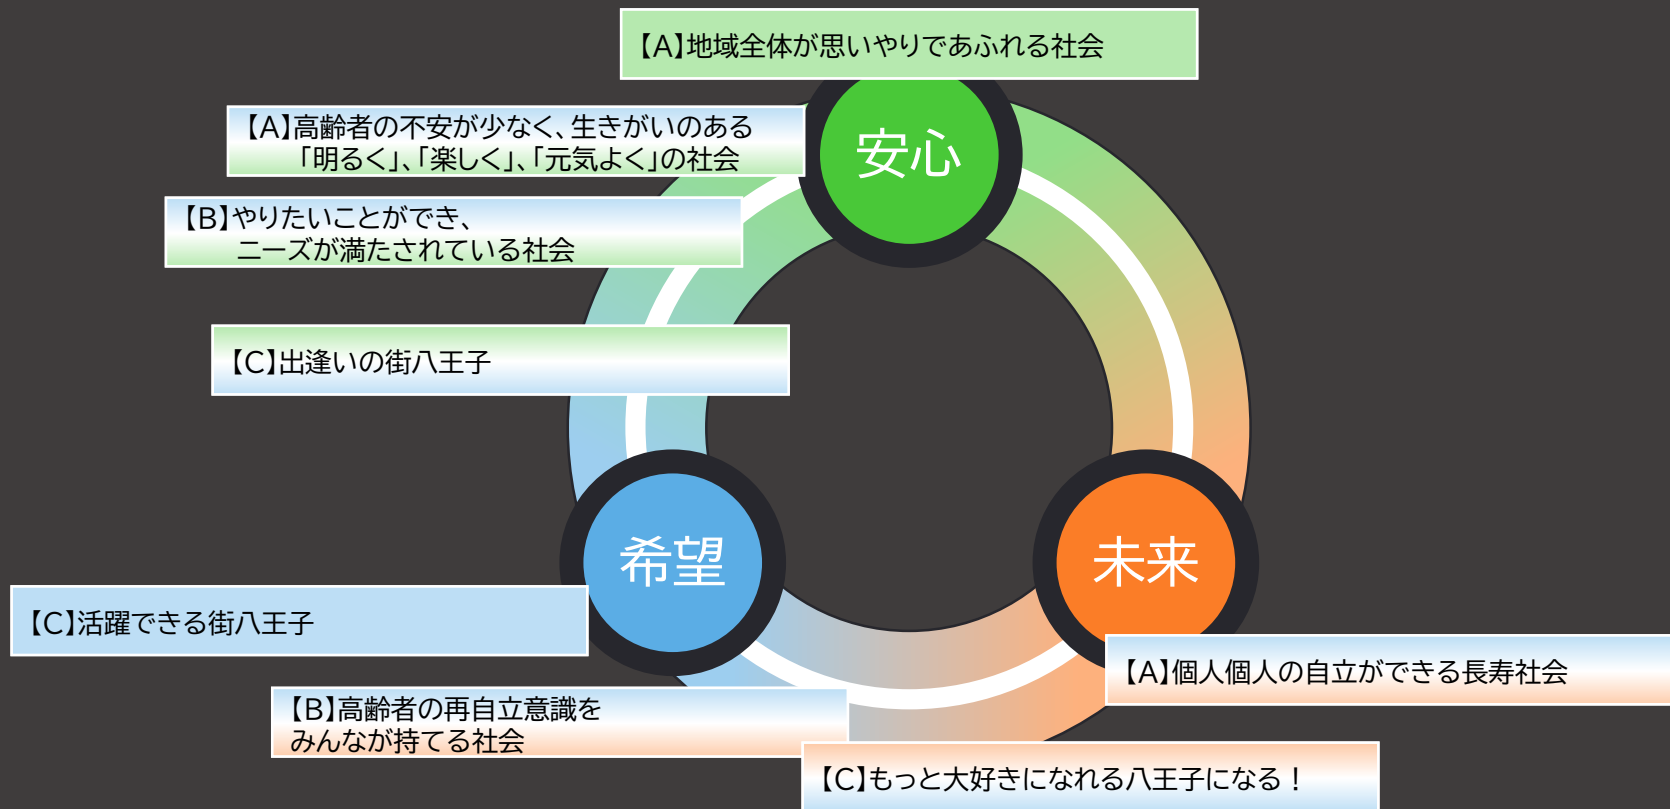 【A】地域全体が思いやりであふれる社会
【A】高齢者の不安が少なく、生きがいのある
「明るく」、「楽しく」、「元気よく」の社会
安心
【B】やりたいことができ、
ニーズが満たされている社会
【C】出逢いの街八王子
希望
未来
【C】活躍できる街八王子
【A】個人個人の自立ができる長寿社会
【B】高齢者の再自立意識を
みんなが持てる社会
【C】もっと大好きになれる八王子になる！